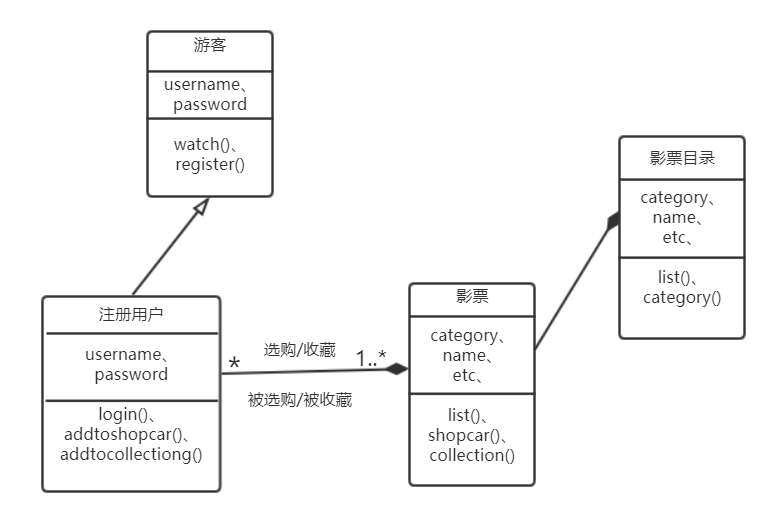 游客
username、
password
watch()、
register()
影票目录
category、
name、
etc、
list()、
category()
注册用户
username、
password
login()、
addtoshopcar()、
addtocollectiong()
*
选购/收藏
1..*
被选购/被收藏
影票
category、
name、
etc、
list()、
shopcar()、
collection()